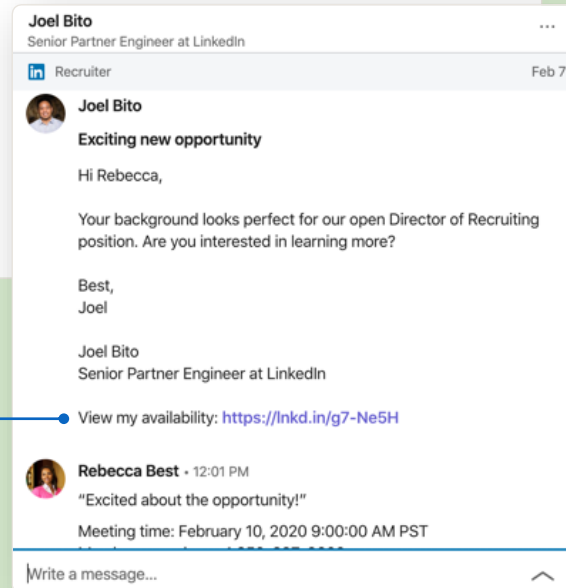 Joel Bito
...
Senior Partner Engineer at LinkedIn
in Recruiter
Feb 7
Joel Bito
Exciting new opportunity
Hi Rebecca,
Your background looks perfect for our open Director of Recruiting
position. Are you interested in learning more?
Best,
Joel
Joel Bito
Senior Partner Engineer at LinkedIn
View my availability: https://lnkd.in/g7-Ne5H
Rebecca Best • 12:01 PM
“Excited about the opportunity!”
Meeting time: February 10, 2020 9:00:00 AM PST
Write a message...